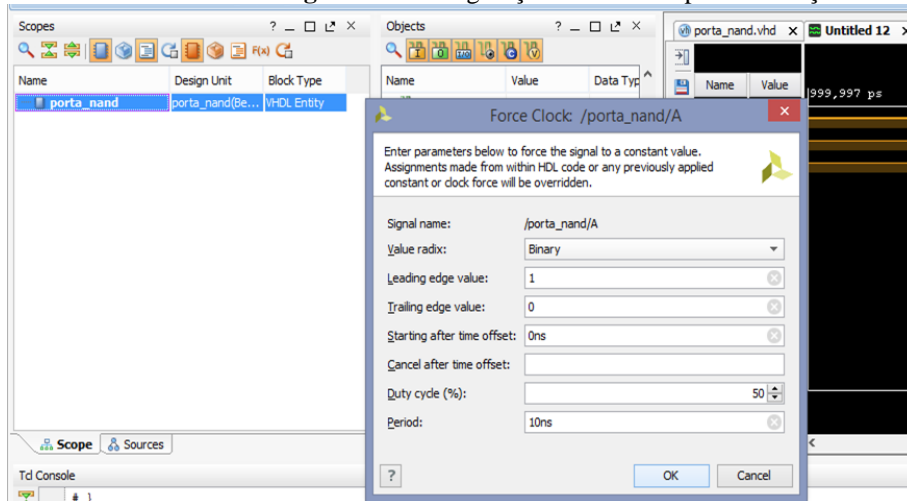 Scopes
Objects
porta_nand.vhd
Untitled 12
F(x)
Name Design Unit Block Type
Name Value Data Typ
Name Value
porta_nand porta_nand(Be... VHDL Entity
999,997 ps
Force Clock: /porta_nand/A
Enter parameters below to force the signal to a constant value.
Assignments made from within HDL code or any previously applied
constant or clock force will be overridden.
Signal name: /porta_nand/A
Value radix: Binary
Leading edge value: 1
Trailing edge value: 0
Starting after time offset: 0ns
Cancel after time offset:
Duty cycle (%): 50
Period: 10ns
Scope Sources
Tcl Console
? OK Cancel
# }